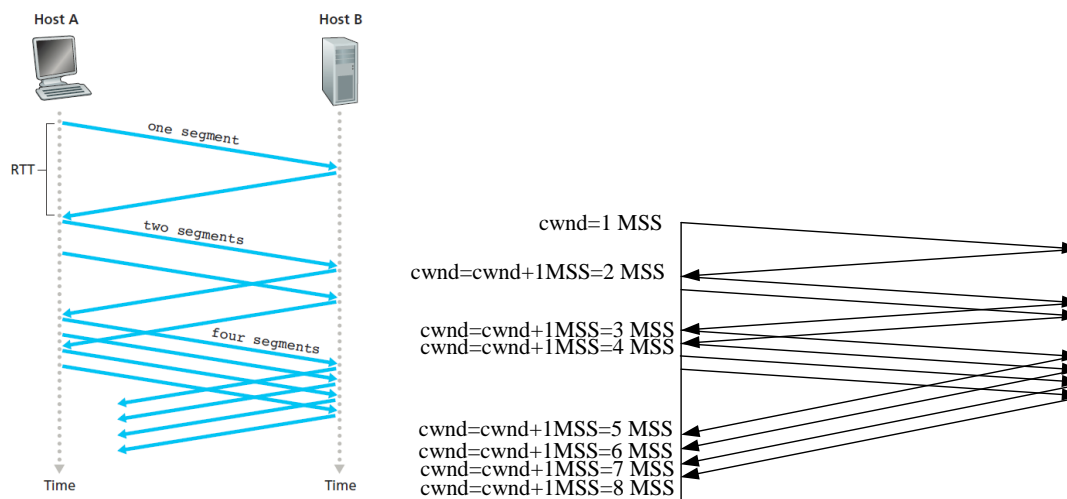 Host A
Host B
one segment
RTT
two segments
four segments
Time
Time
cwnd=1 MSS
cwnd=cwnd+1MSS=2 MSS
cwnd=cwnd+1MSS=3 MSS
cwnd=cwnd+1MSS=4 MSS
cwnd=cwnd+1MSS=5 MSS
cwnd=cwnd+1MSS=6 MSS
cwnd=cwnd+1MSS=7 MSS
cwnd=cwnd+1MSS=8 MSS